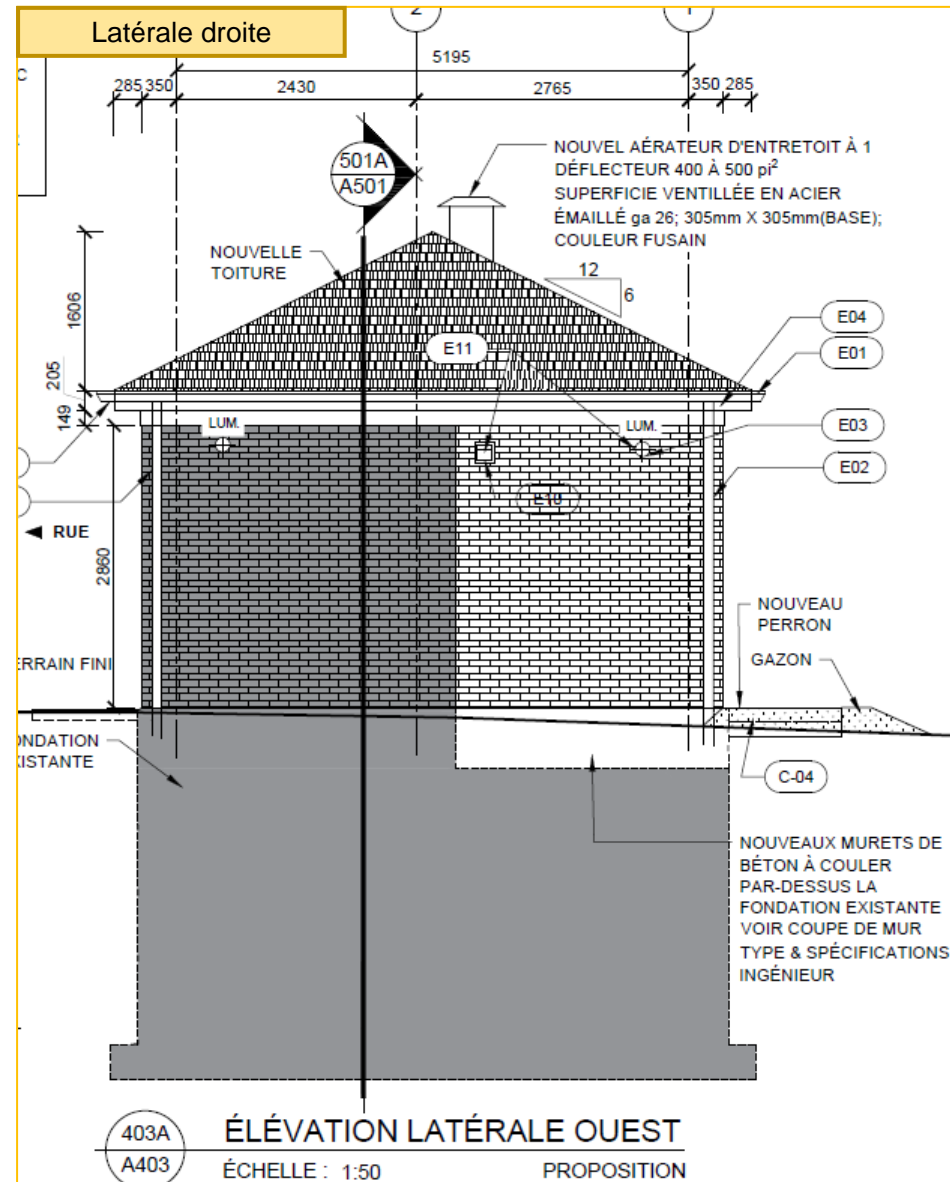 Latérale droite
2
1
C
5195
285 350 2430 2765 350 285
501A
A501
NOUVEL AÉRATEUR D'ENTRETOIT À 1
DÉFLECTEUR 400 À 500 pi²
SUPERFICIE VENTILLÉE EN ACIER
ÉMAILLÉ ga 26; 305mm X 305mm(BASE);
COULEUR FUSAIN
NOUVELLE
TOITURE
12
6
1606
E04
E11
E01
205
149
LUM.
LUM.
E03
E02
E10
◄ RUE
2860
NOUVEAU
PERRON
GAZON
ERRAIN FINI
ONDATION
XISTANTE
C-04
NOUVEAUX MURETS DE
BÉTON À COULER
PAR-DESSUS LA
FONDATION EXISTANTE
VOIR COUPE DE MUR
TYPE & SPÉCIFICATIONS
INGÉNIEUR
403A
A403
ÉLÉVATION LATÉRALE OUEST
ÉCHELLE : 1:50 PROPOSITION